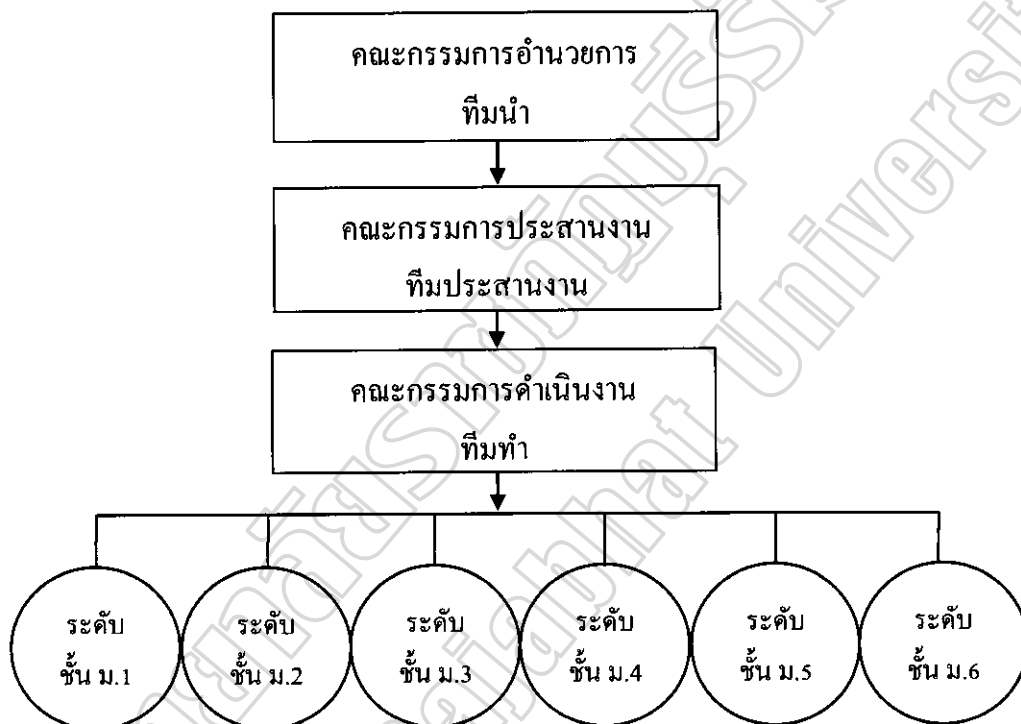 คณะกรรมการอำนวยการ
ทีมนำ
คณะกรรมการประสานงาน
ทีมประสานงาน
คณะกรรมการดำเนินงาน
ทีมทำ
ระดับ
ชั้น ม.1
ระดับ
ชั้น ม.2
ระดับ
ชั้น ม.3
ระดับ
ชั้น ม.4
ระดับ
ชั้น ม.5
ระดับ
ชั้น ม.6